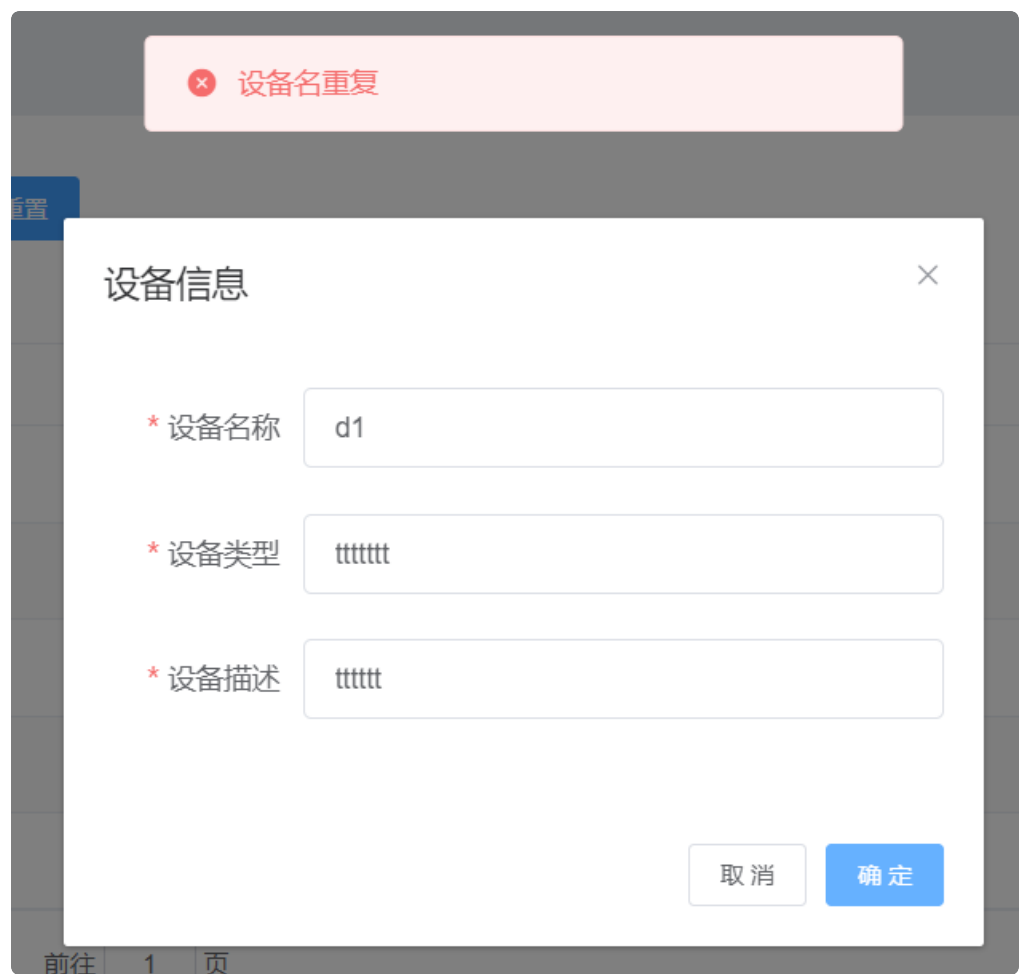 设备名重复
重置
设备信息
* 设备名称 d1
* 设备类型 ttttttt
* 设备描述 tttttt
取消 确定
前往 1 页